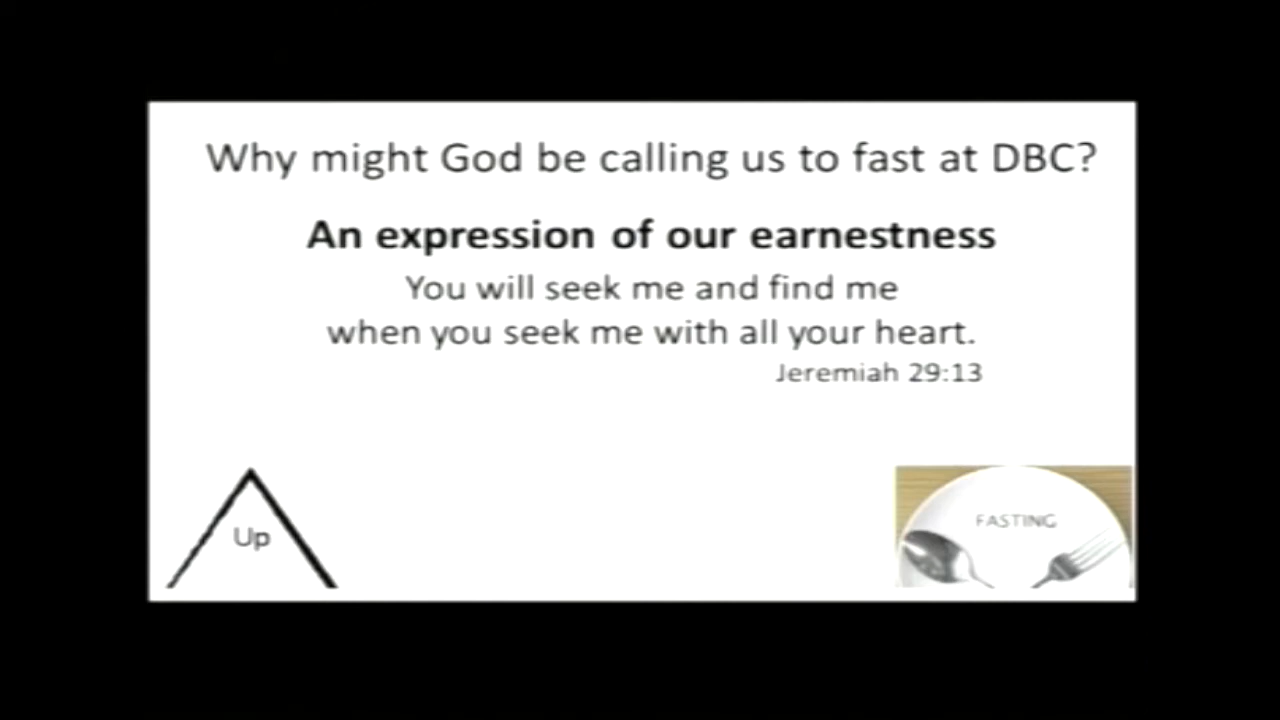 Why might God be calling us to fast at DBC?
An expression of our earnestness
You will seek me and find me
when you seek me with all your heart.
Jeremiah 29:13
Up
FASTING